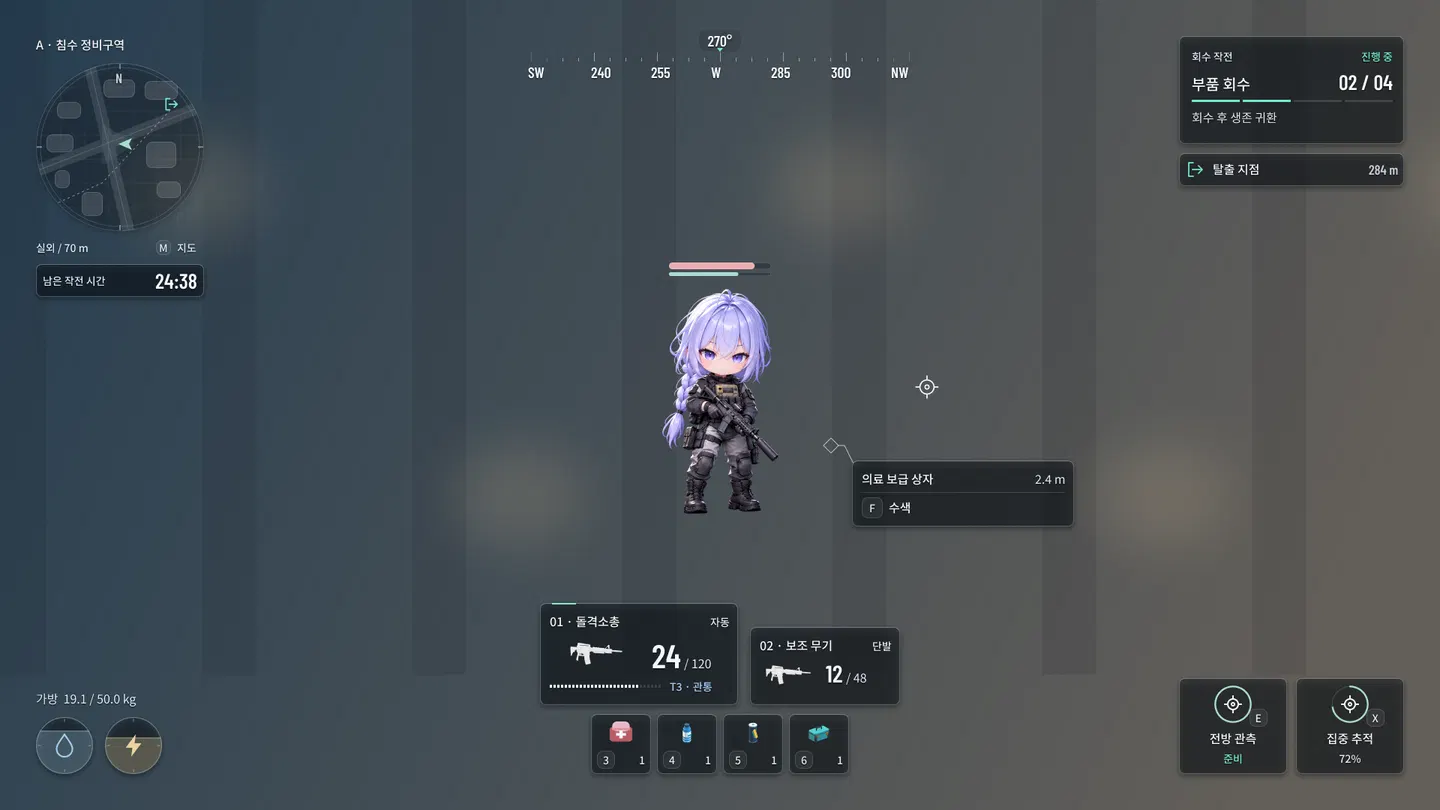 A · 침수 정비구역
N
실외 / 70 m
M 지도
남은 작전 시간 24:38
270°
SW 240 255 W 285 300 NW
회수 작전 진행 중
부품 회수 02 / 04
회수 후 생존 귀환
탈출 지점 284 m
의료 보급 상자 2.4 m
F 수색
01 · 돌격소총 자동
24 / 120
T3 · 관통
02 · 보조 무기 단발
12 / 48
3 1
4 1
5 1
6 1
가방 19.1 / 50.0 kg
E
전방 관측
준비
X
집중 추적
72%